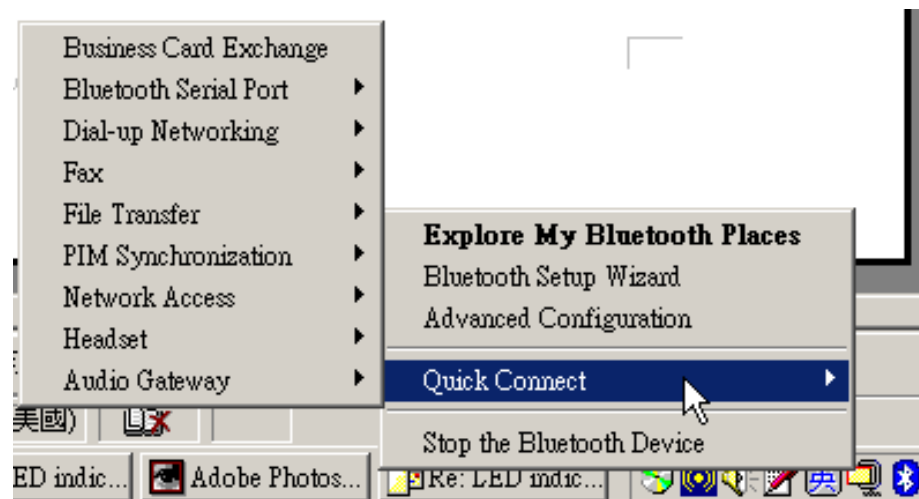 Business Card Exchange
Bluetooth Serial Port
Dial-up Networking
Fax
File Transfer
PIM Synchronization
Network Access
Headset
Audio Gateway
Explore My Bluetooth Places
Bluetooth Setup Wizard
Advanced Configuration
Quick Connect
Stop the Bluetooth Device
美國)
ED indic...
Adobe Photos...
Re: LED indic...
英